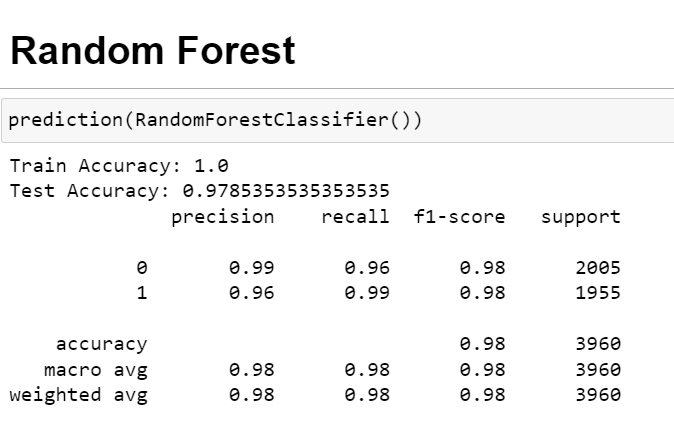 Random Forest
prediction(RandomForestClassifier())
Train Accuracy: 1.0
Test Accuracy: 0.9785353535353535
precision recall f1-score support
0 0.99 0.96 0.98 2005
1 0.96 0.99 0.98 1955
accuracy 0.98 3960
macro avg 0.98 0.98 0.98 3960
weighted avg 0.98 0.98 0.98 3960